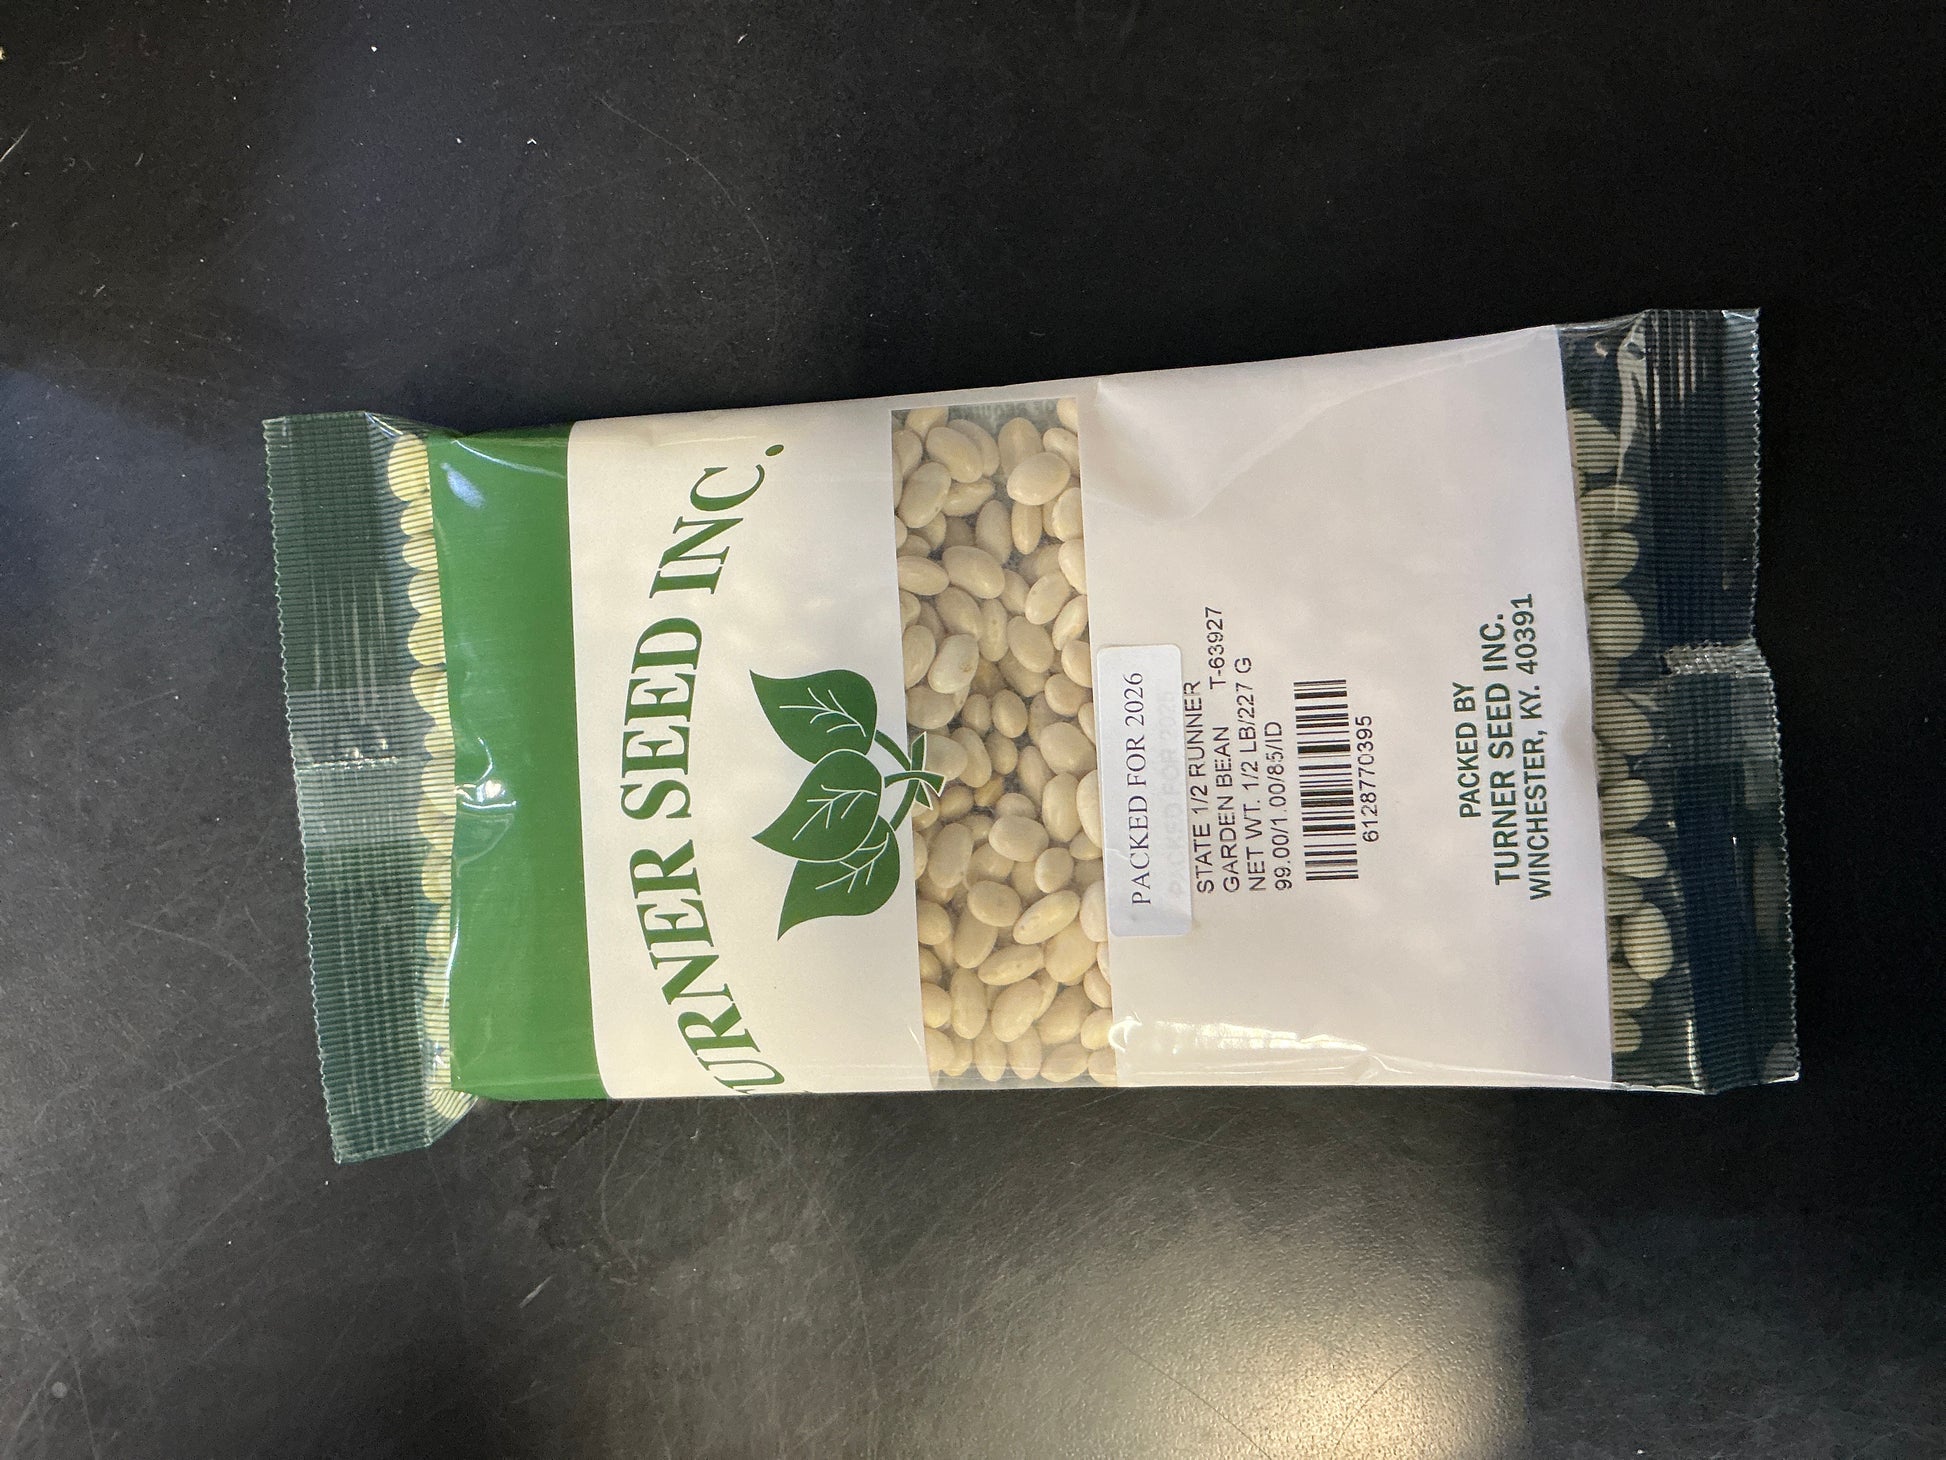 TURNER SEED INC.
PACKED FOR 2026
STATE 1/2 RUNNER
GARDEN BEAN T-63927
NET WT. 1/2 LB/227 G
99.00/1.00/85/ID
612877770395
PACKED BY
TURNER SEED INC.
WINCHESTER, KY. 40391